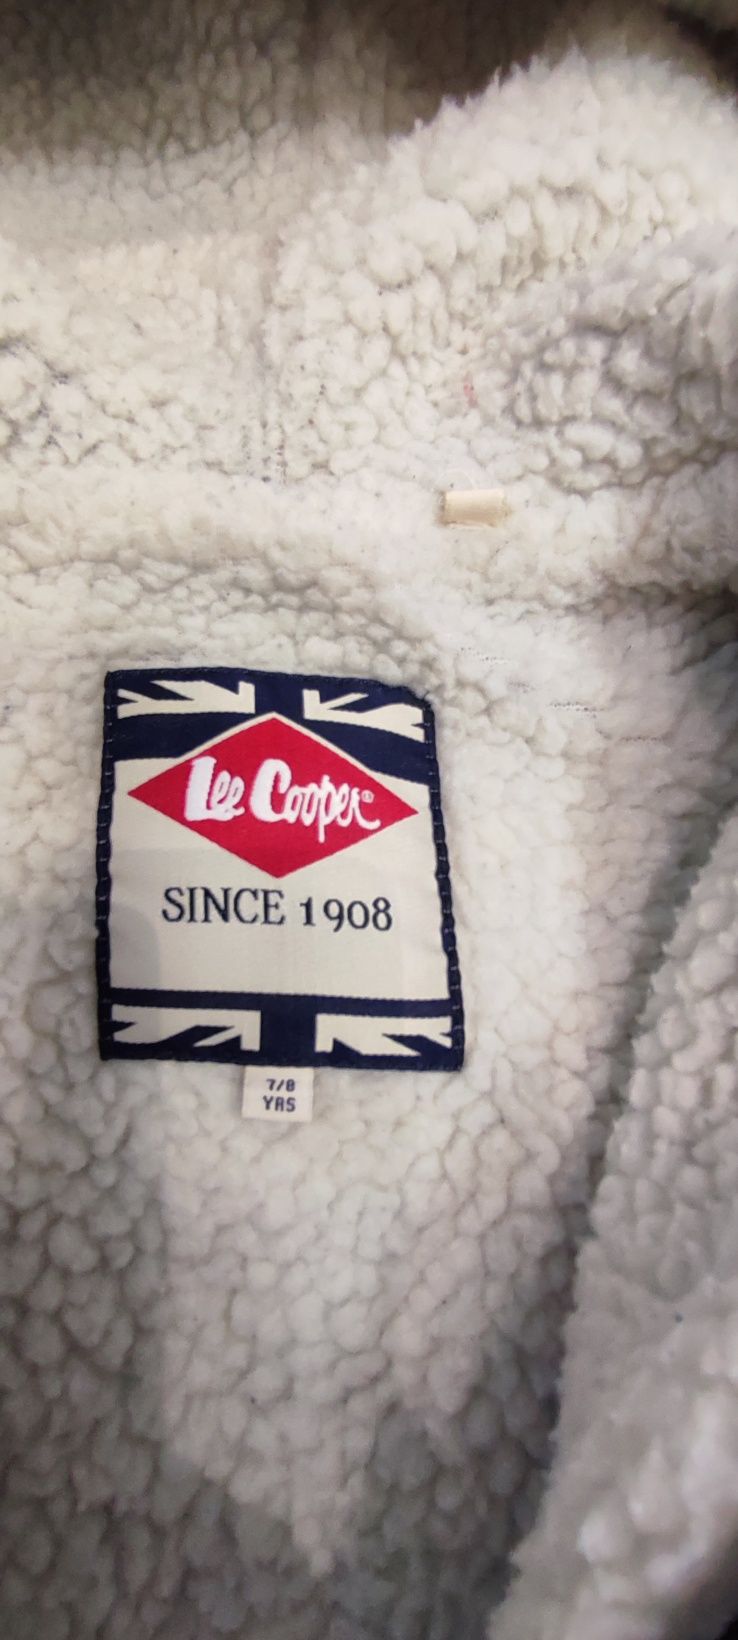 Lee Cooper®
SINCE 1908
7/8
YRS